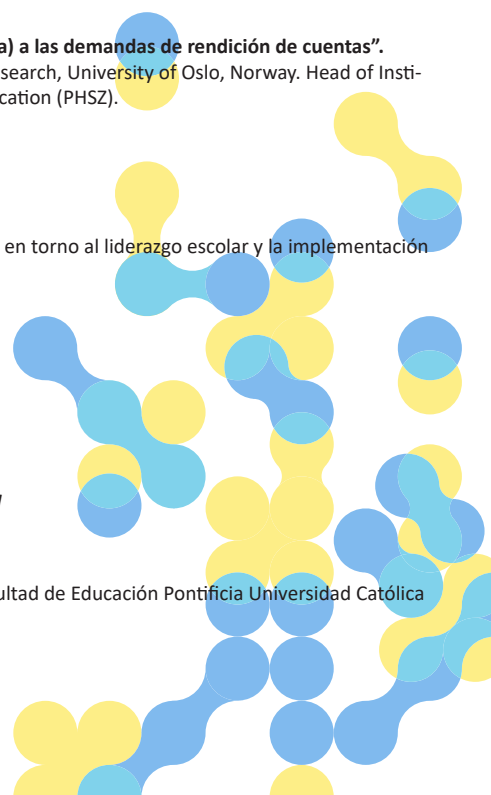 a) a las demandas de rendición de cuentas".
search, University of Oslo, Norway. Head of Insti-
cation (PHSZ).
en torno al liderazgo escolar y la implementación
ultad de Educación Pontificia Universidad Católica